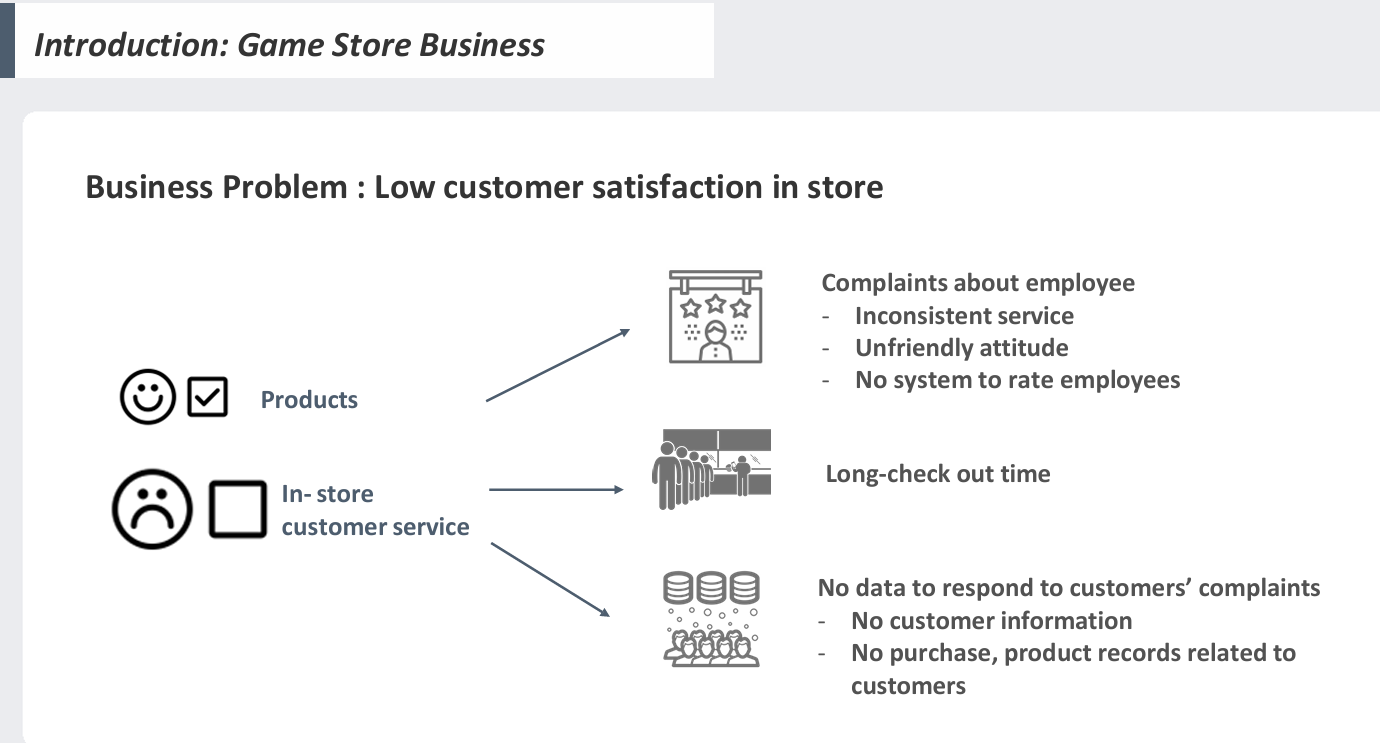 Introduction: Game Store Business
Business Problem : Low customer satisfaction in store
Products
In- store
customer service
Complaints about employee
- Inconsistent service
- Unfriendly attitude
- No system to rate employees
Long-check out time
No data to respond to customers’ complaints
- No customer information
- No purchase, product records related to
customers